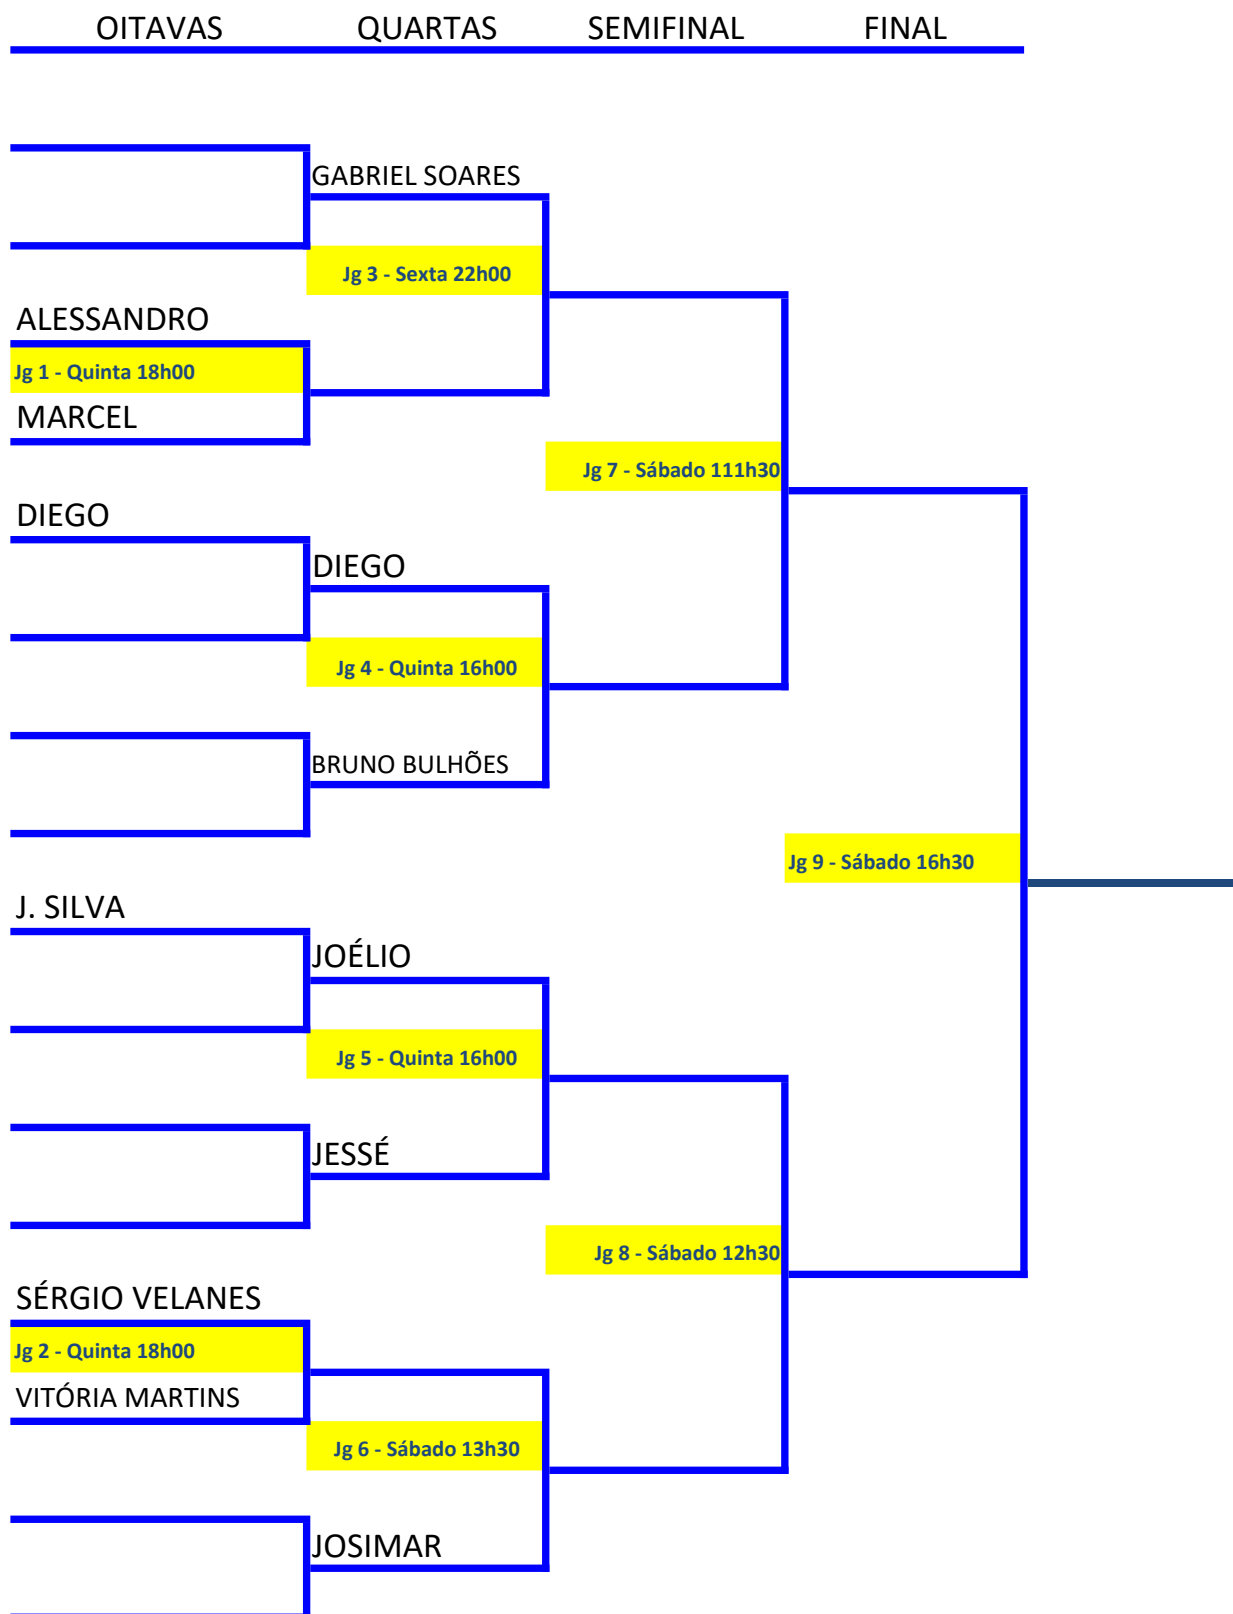 OITAVAS QUARTAS SEMIFINAL FINAL
GABRIEL SOARES
Jg 3 - Sexta 22h00
ALESSANDRO
Jg 1 - Quinta 18h00
MARCEL
Jg 7 - Sábado 111h30
DIEGO
DIEGO
Jg 4 - Quinta 16h00
BRUNO BULHÕES
Jg 9 - Sábado 16h30
J. SILVA
JOÉLIO
Jg 5 - Quinta 16h00
JESSÉ
Jg 8 - Sábado 12h30
SÉRGIO VELANES
Jg 2 - Quinta 18h00
VITÓRIA MARTINS
Jg 6 - Sábado 13h30
JOSIMAR